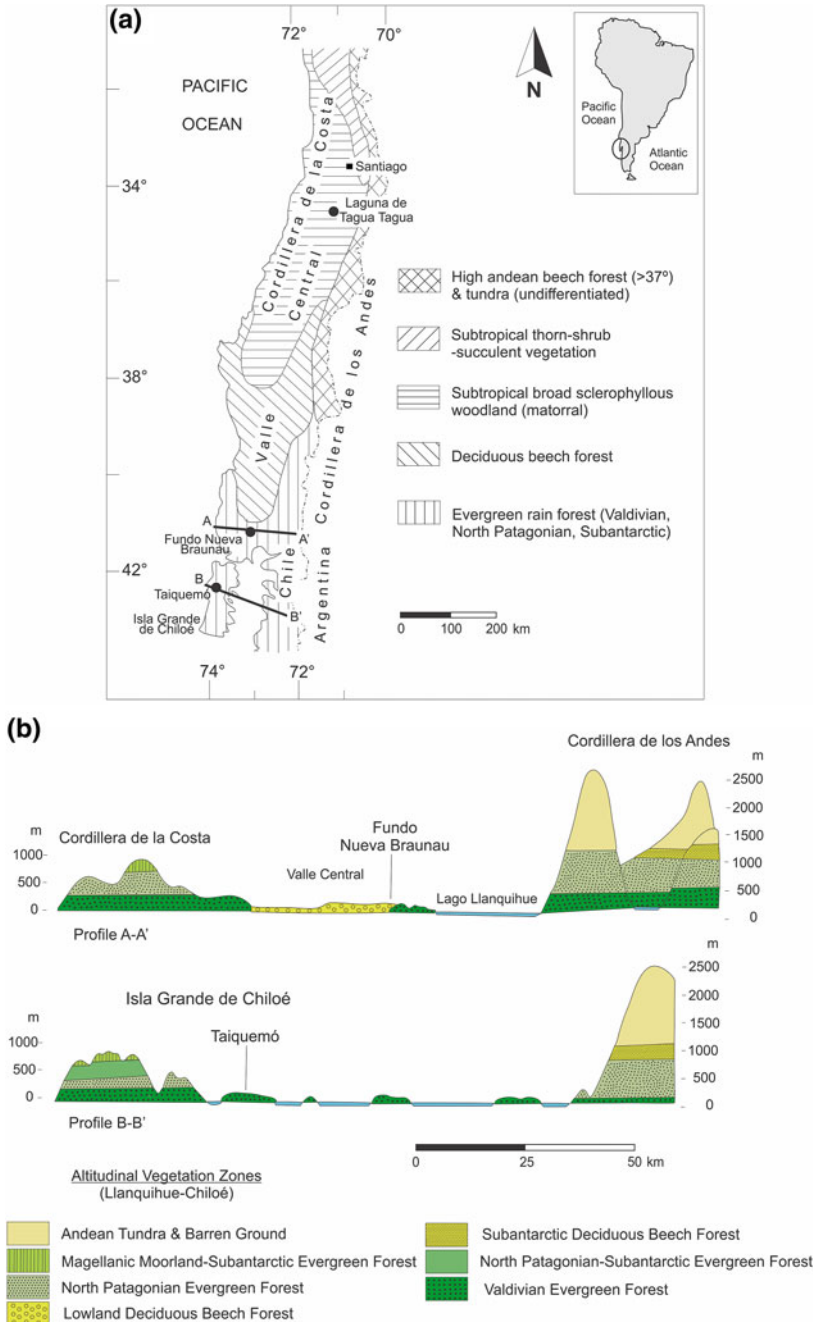 (a)
72°
70°
PACIFIC
OCEAN
N
Pacific
Ocean
Atlantic
Ocean
34°
38°
42°
Cordillera de la Costa
Central
Valle
Santiago
Laguna de
Tagua Tagua
Chile
Argentina
Cordillera de los Andes
A
A'
Fundo Nueva
Braunau
B
Taiquemó
B'
Isla Grande
de Chiloé
74°
72°
High andean beech forest (>37º)
& tundra (undifferentiated)
Subtropical thorn-shrub
-succulent vegetation
Subtropical broad sclerophyllous
woodland (matorral)
Deciduous beech forest
Evergreen rain forest (Valdivian,
North Patagonian, Subantarctic)
0 100 200 km
(b)
Cordillera de los Andes
m
2500
2000
1500
1000
500
0
Fundo
Nueva Braunau
Cordillera de la Costa
m
1000
500
0
Valle Central
Lago Llanquihue
Profile A-A'
Isla Grande de Chiloé
m
2500
2000
1500
1000
500
0
m
1000
500
0
Taiquemó
Profile B-B'
0 25 50
km
Altitudinal Vegetation Zones
(Llanquihue-Chiloé)
Andean Tundra & Barren Ground
Magellanic Moorland-Subantarctic Evergreen Forest
North Patagonian Evergreen Forest
Lowland Deciduous Beech Forest
Subantarctic Deciduous Beech Forest
North Patagonian-Subantarctic Evergreen Forest
Valdivian Evergreen Forest